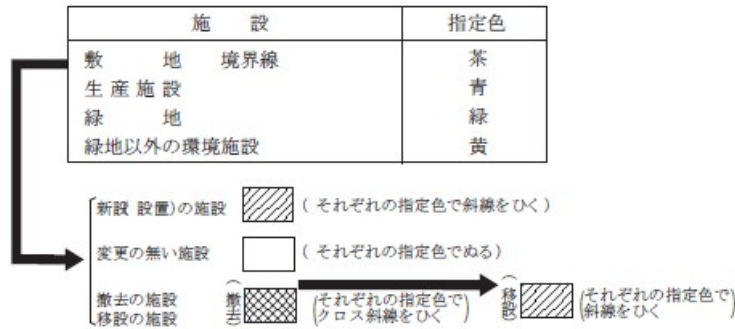 施 設 指定色
敷 地 境界線 茶
生産施設 青
緑 地 緑
緑地以外の環境施設 黄
新設(設置)の施設 (それぞれの指定色で斜線をひく)
変更の無い施設 (それぞれの指定色でぬる)
撤去の施設 (撤去) (それぞれの指定色で (移設) (それぞれの指定色で
移設の施設 クロス斜線をひく 斜線をひく